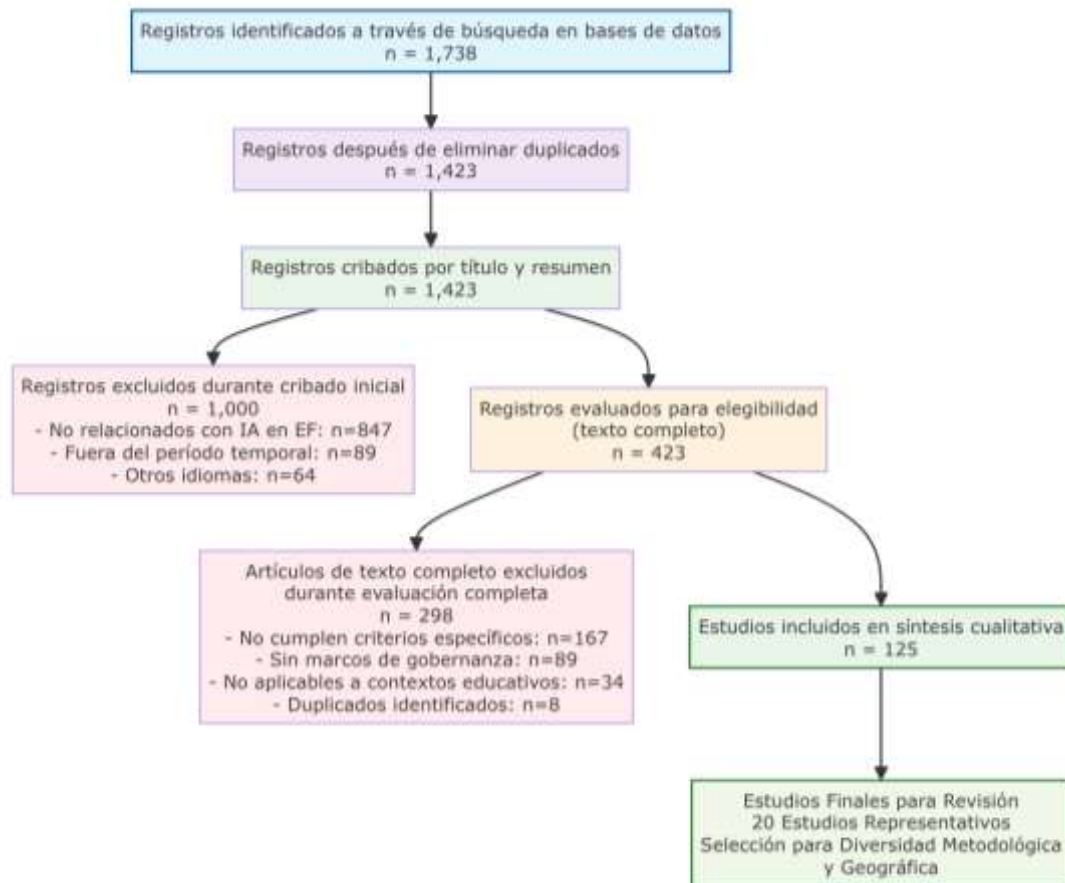 Registros identificados a través de búsqueda en bases de datos
n = 1,738
Registros después de eliminar duplicados
n = 1,423
Registros cribados por título y resumen
n = 1,423
Registros excluidos durante cribado inicial
n = 1,000
- No relacionados con IA en EF: n=847
- Fuera del período temporal: n=89
- Otros idiomas: n=64
Registros evaluados para elegibilidad
(texto completo)
n = 423
Artículos de texto completo excluidos
durante evaluación completa
n = 298
- No cumplen criterios específicos: n=167
- Sin marcos de gobernanza: n=89
- No aplicables a contextos educativos: n=34
- Duplicados identificados: n=8
Estudios incluidos en síntesis cualitativa
n = 125
Estudios Finales para Revisión
20 Estudios Representativos
Selección para Diversidad Metodológica
y Geográfica